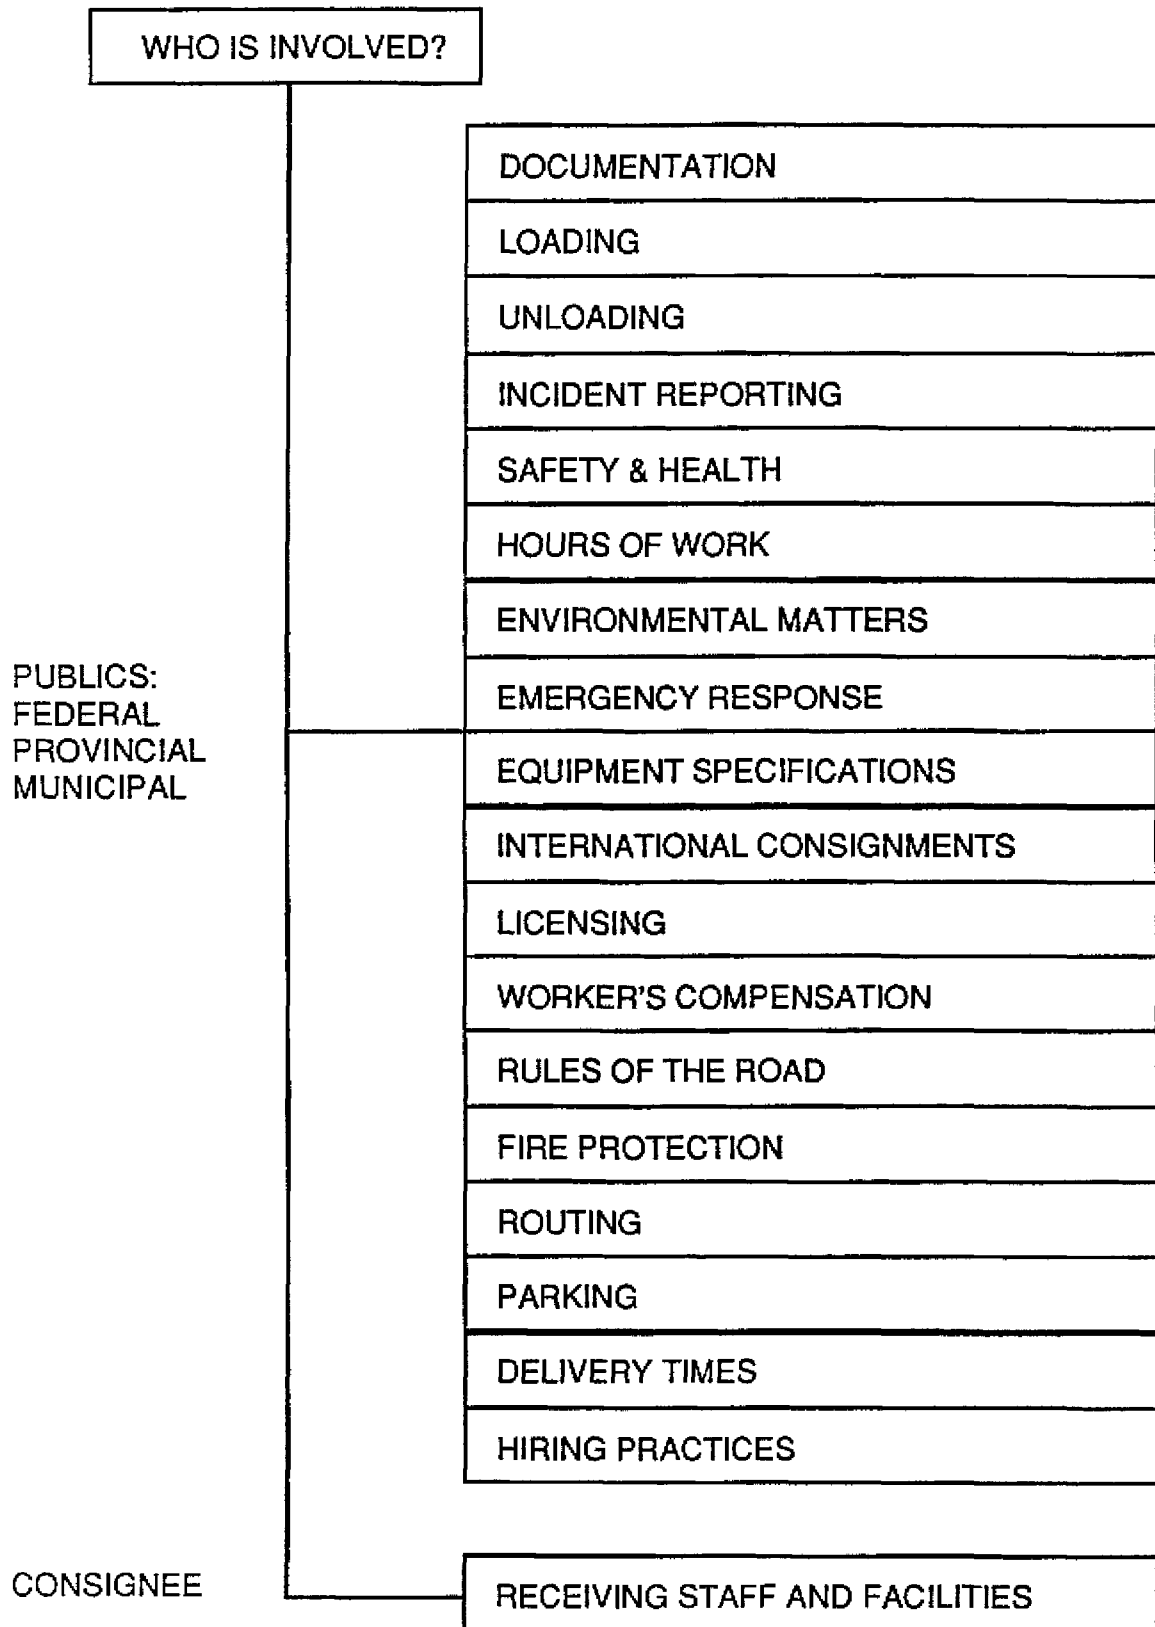 WHO IS INVOLVED?
DOCUMENTATION
LOADING
UNLOADING
INCIDENT REPORTING
SAFETY & HEALTH
HOURS OF WORK
ENVIRONMENTAL MATTERS
PUBLICS:
FEDERAL
PROVINCIAL
MUNICIPAL
EMERGENCY RESPONSE
EQUIPMENT SPECIFICATIONS
INTERNATIONAL CONSIGNMENTS
LICENSING
WORKER'S COMPENSATION
RULES OF THE ROAD
FIRE PROTECTION
ROUTING
PARKING
DELIVERY TIMES
HIRING PRACTICES
CONSIGNEE
RECEIVING STAFF AND FACILITIES